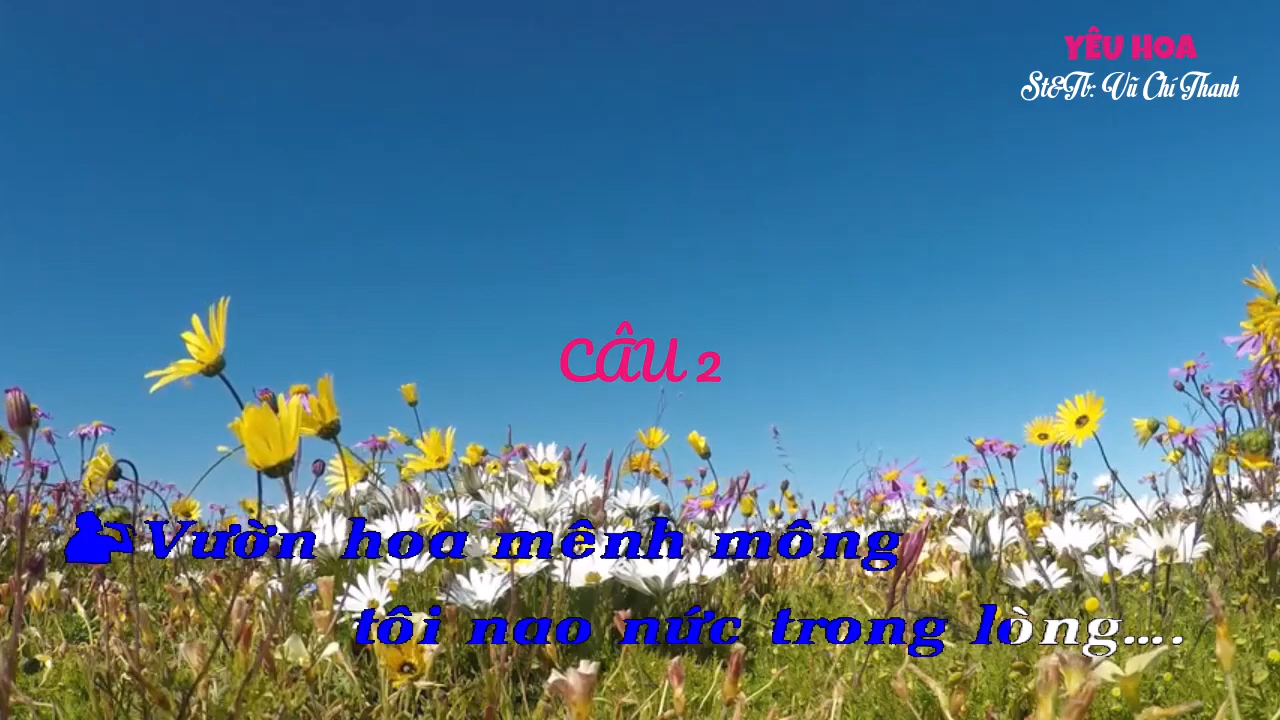 YÊU HOA
St&Tb: Vũ Chí Thanh
CÂU 2
Vườn hoa mênh mông
tôi nao nức trong lòng....